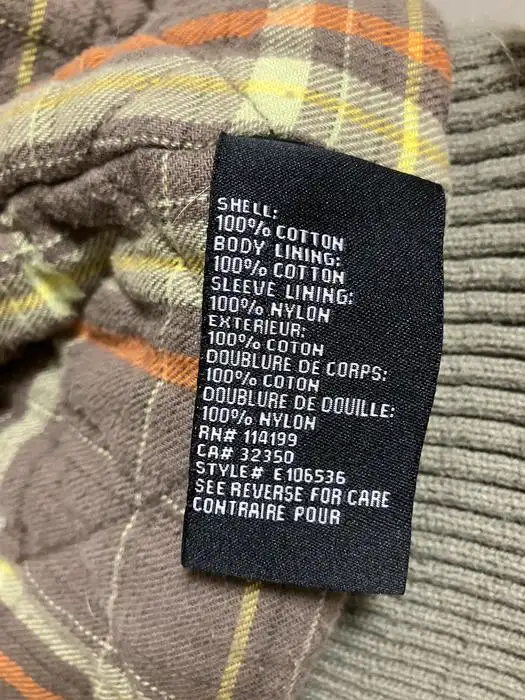 SHELL:
100% COTTON
BODY LINING:
100% COTTON
SLEEVE LINING:
100% NYLON
EXTERIEUR:
100% COTON
DOUBLURE DE CORPS:
100% COTON
DOUBLURE DE DOUILLE:
100% NYLON
RN# 114199
CA# 32350
STYLE# E106536
SEE REVERSE FOR CARE
CONTRAIRE POUR